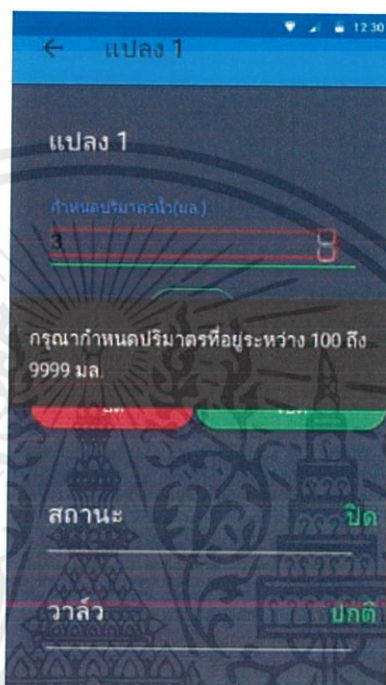 12:30
← แปลง 1
แปลง 1
กำหนดปริมาตรน้ำ(มล.)
3
กรุณากำหนดปริมาตรที่อยู่ระหว่าง 100 ถึง
9999 มล.
สถานะ ปิด
วาล์ว ปกติ